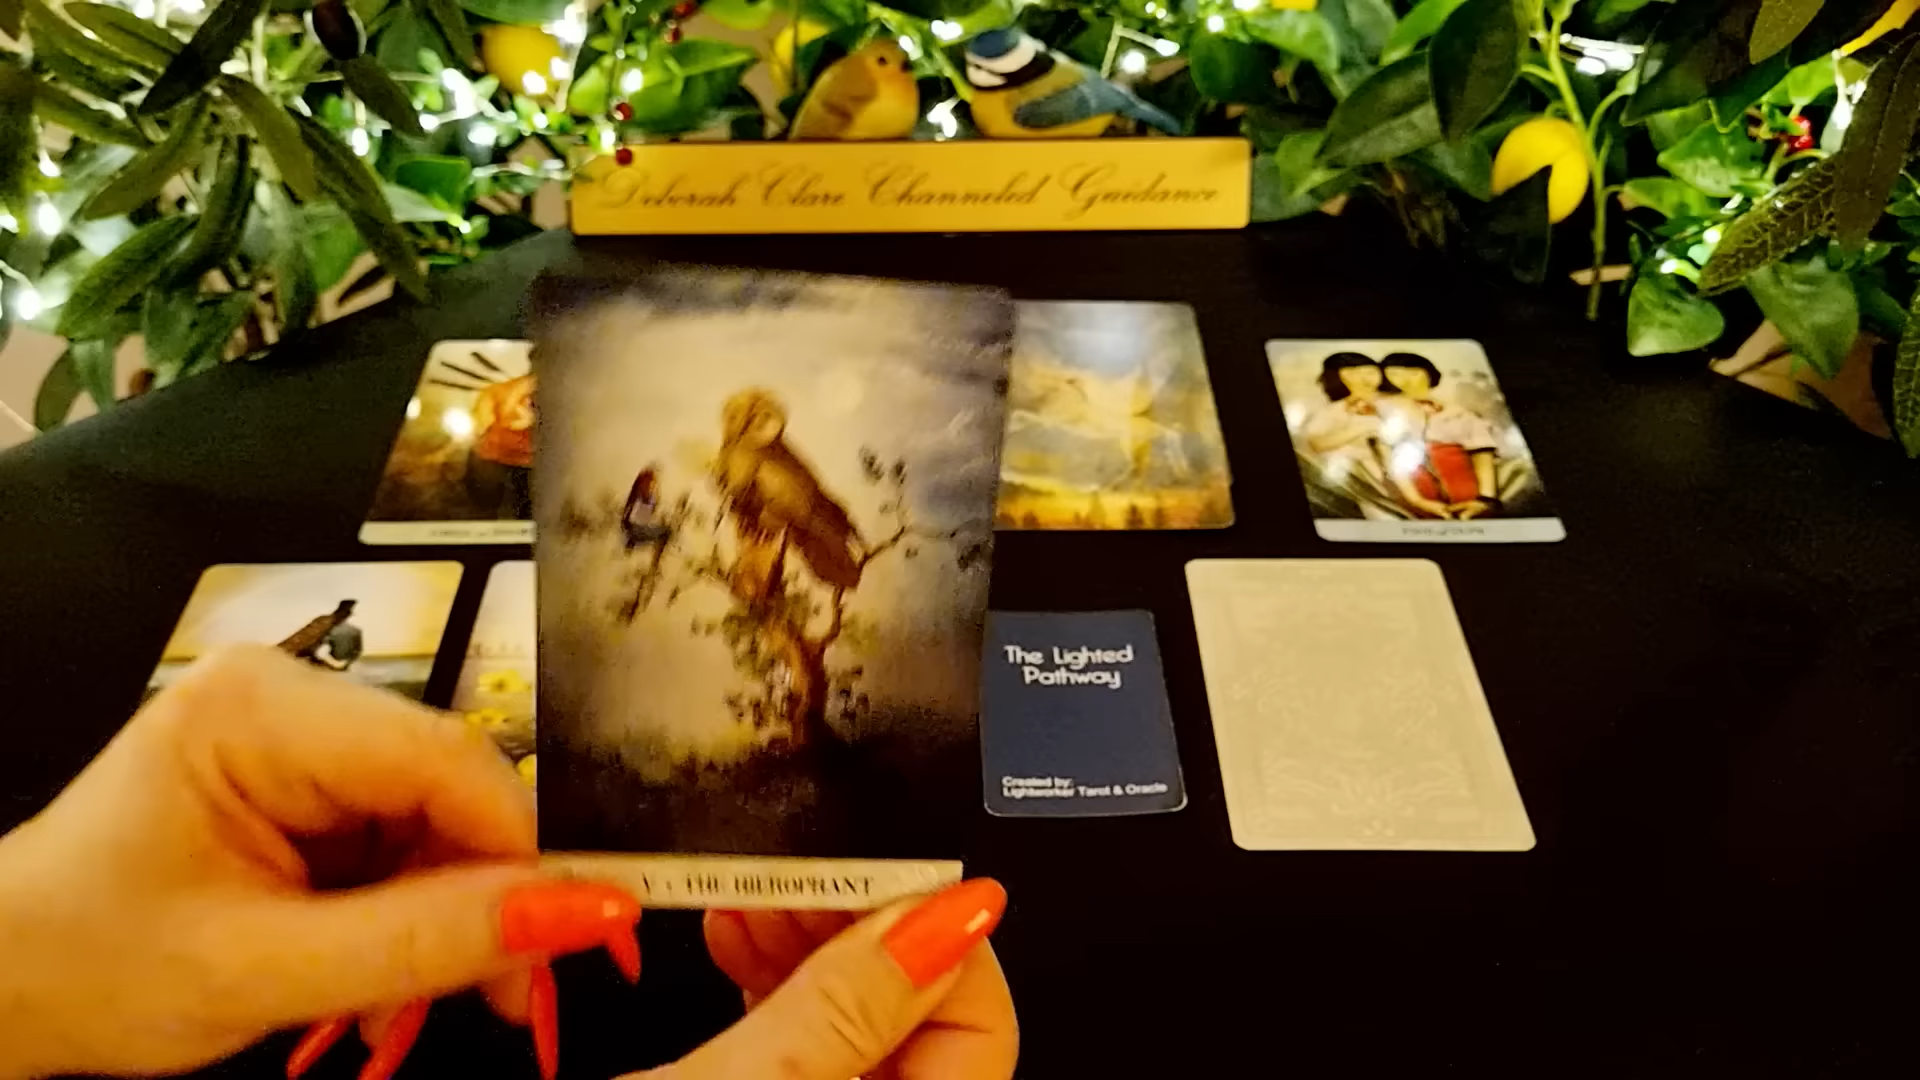 Deborah Clare Channeled Guidance
The Lighted
Pathway
Created by:
Lightworker Tarot & Oracle
V • THE HIEROPHANT